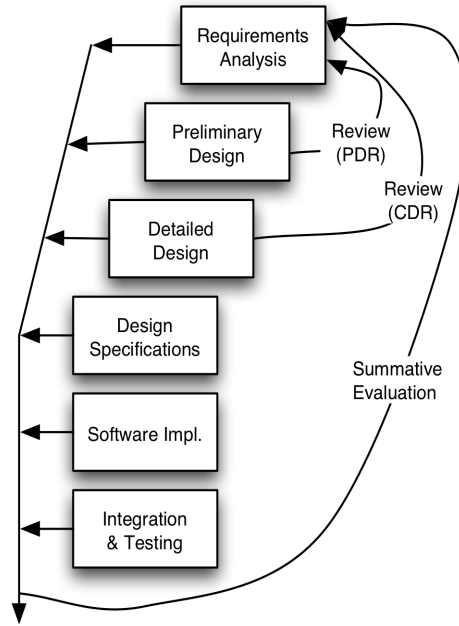 Requirements
Analysis
Preliminary
Design
Review
(PDR)
Review
(CDR)
Detailed
Design
Design
Specifications
Summative
Evaluation
Software Impl.
Integration
& Testing